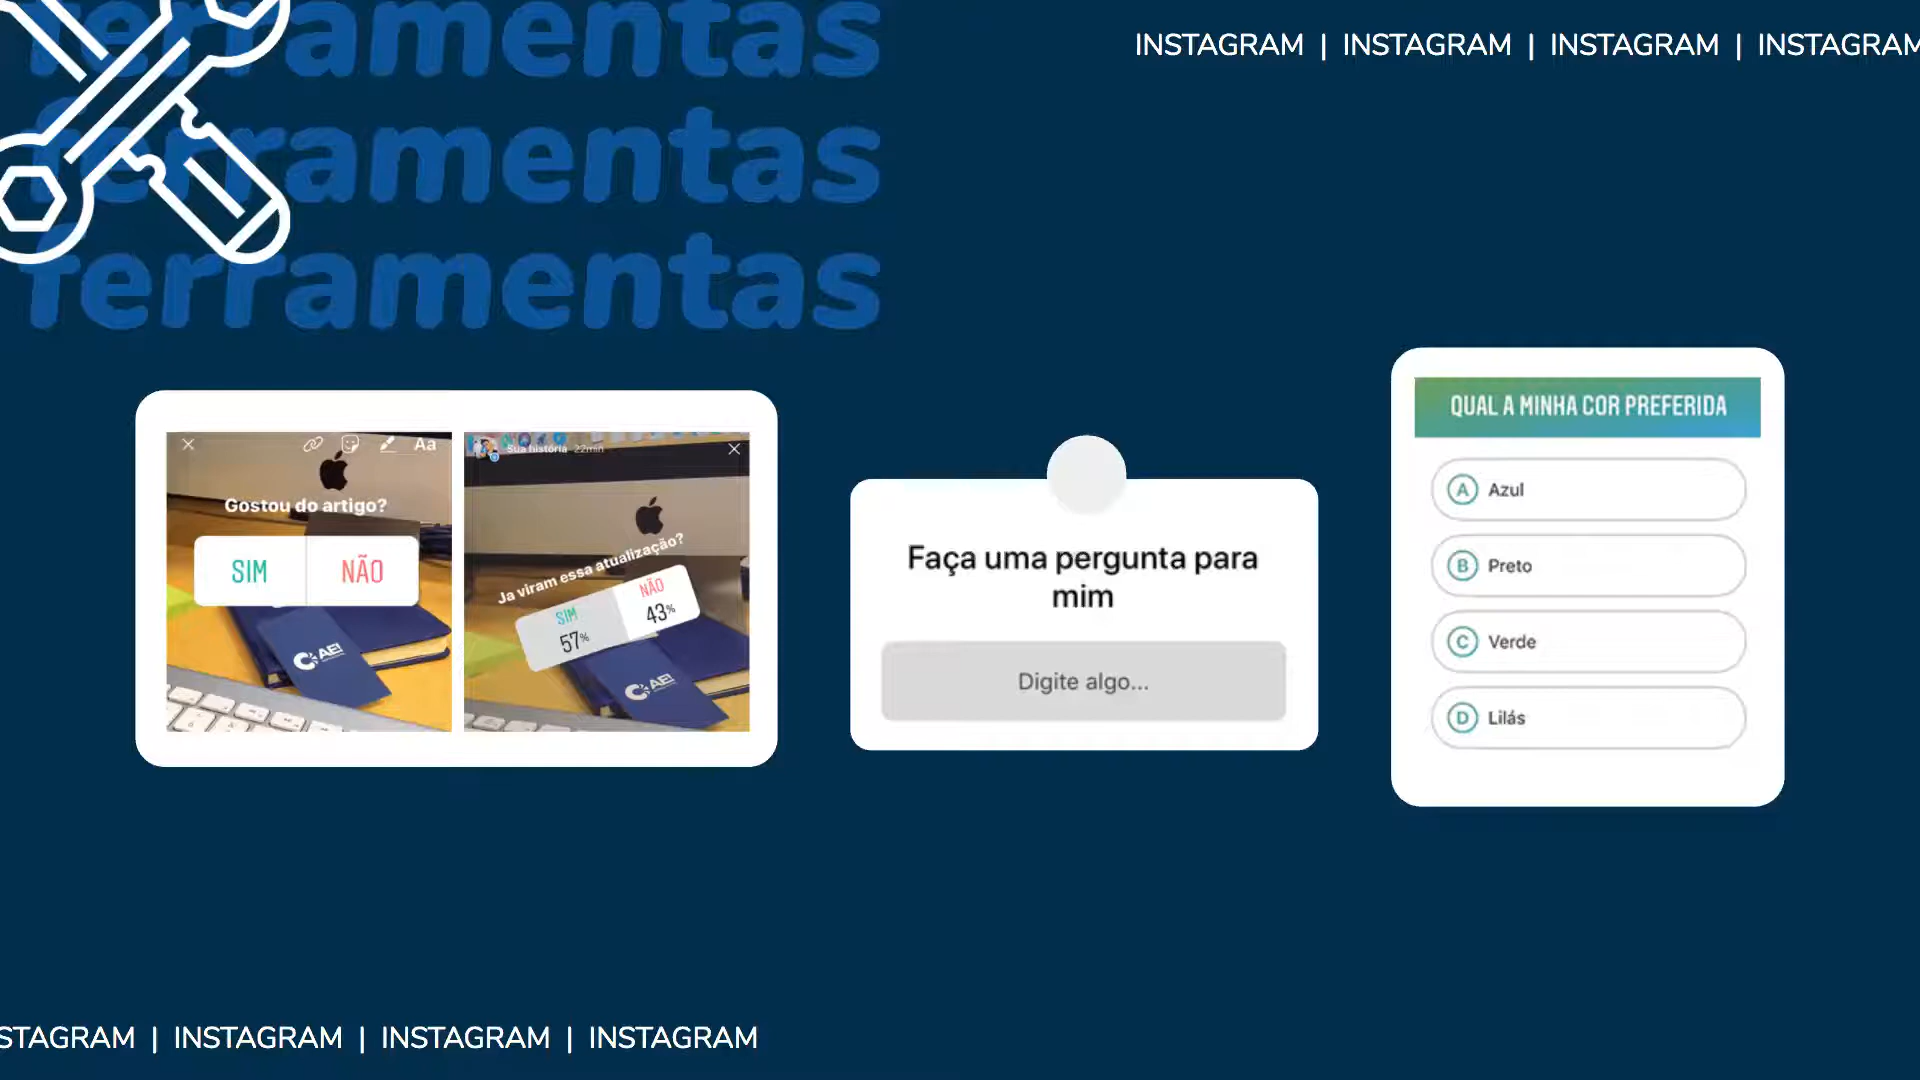 ferramentas
INSTAGRAM | INSTAGRAM | INSTAGRAM | INSTAGRAM
ferramentas
ferramentas
Aa
Gostou do artigo?
SIM NÃO
AEI
Sua história 22min
Ja viram essa atualização?
SIM NÃO
57% 43%
AEI
Faça uma pergunta para
mim
Digite algo...
QUAL A MINHA COR PREFERIDA
A Azul
B Preto
C Verde
D Lilás
STAGRAM | INSTAGRAM | INSTAGRAM | INSTAGRAM